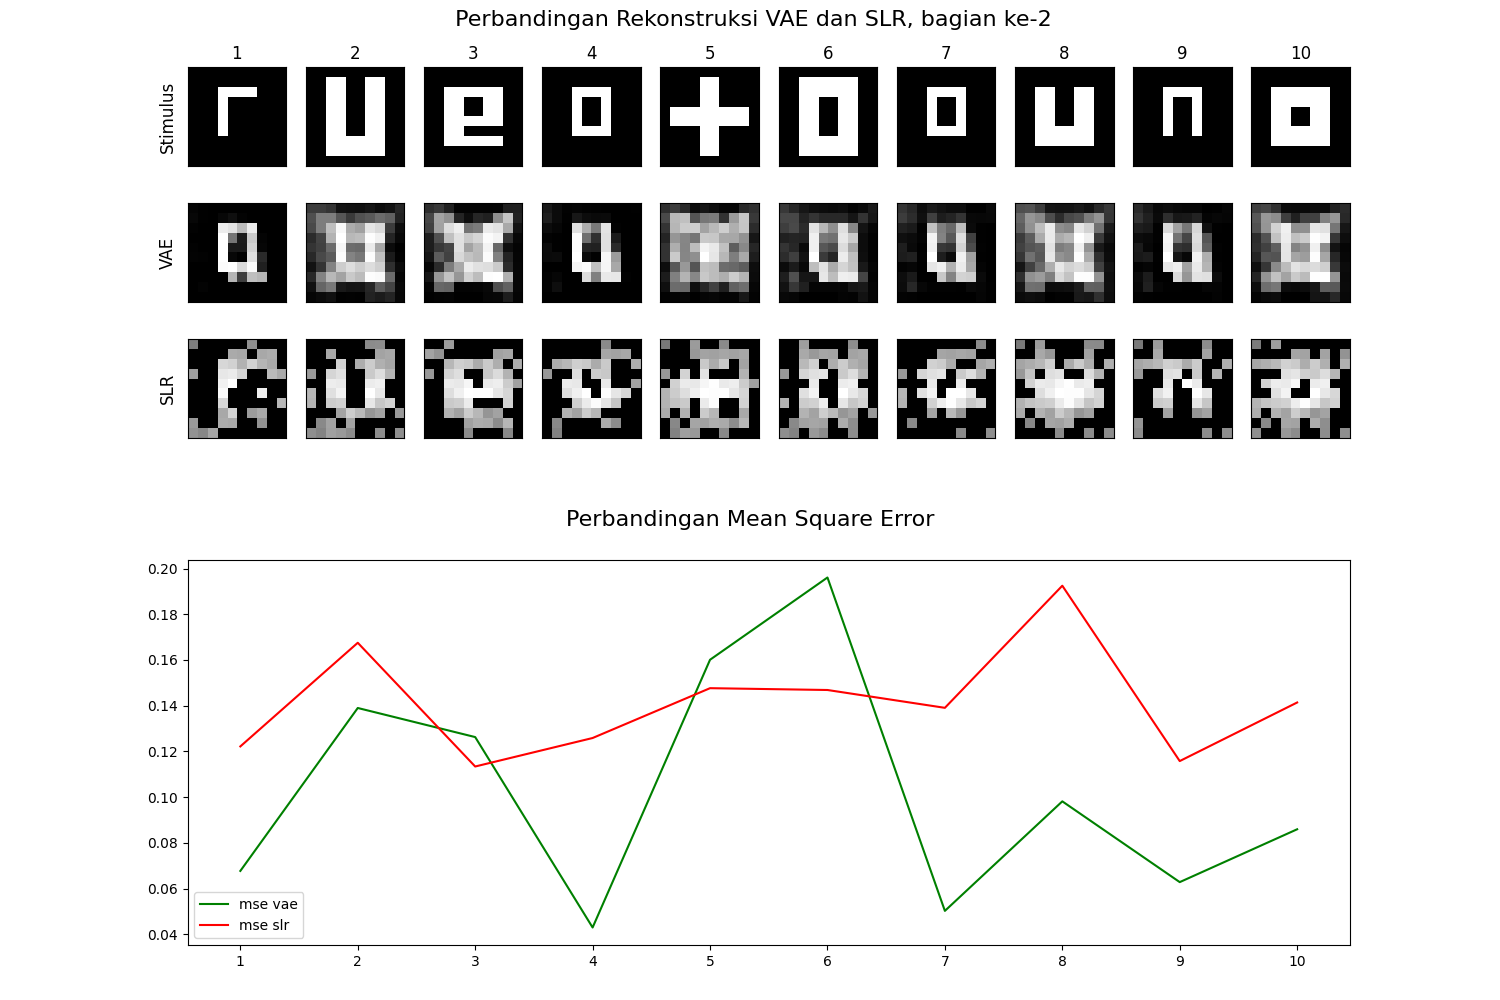 Perbandingan Rekonstruksi VAE dan SLR, bagian ke-2
1 2 3 4 5 6 7 8 9 10
Stimulus
VAE
SLR
Perbandingan Mean Square Error
0.20
0.18
0.16
0.14
0.12
0.10
0.08
0.06
0.04
mse vae
mse slr
1 2 3 4 5 6 7 8 9 10